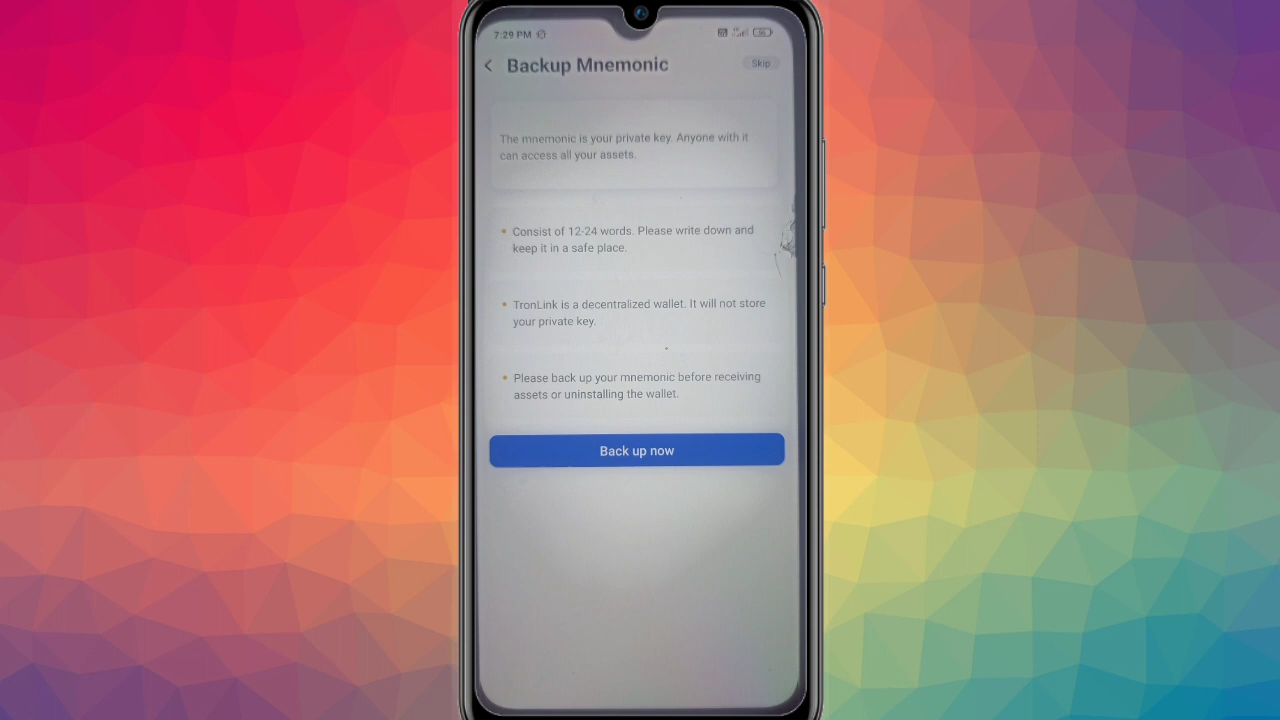 7:29 PM
Backup Mnemonic
Skip
The mnemonic is your private key. Anyone with it
can access all your assets.
• Consist of 12-24 words. Please write down and
keep it in a safe place.
• TronLink is a decentralized wallet. It will not store
your private key.
• Please back up your mnemonic before receiving
assets or uninstalling the wallet.
Back up now